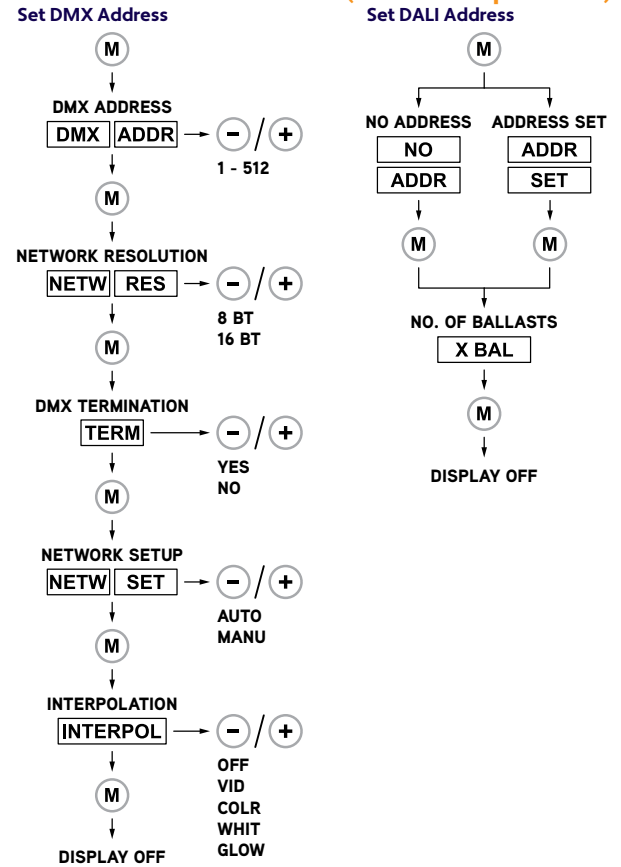 Set DMX Address
M
DMX ADDRESS
DMX ADDR - / +
1 - 512
M
NETWORK RESOLUTION
NETW RES - / +
8 BT
16 BT
M
DMX TERMINATION
TERM - / +
YES
NO
M
NETWORK SETUP
NETW SET - / +
AUTO
MANU
M
INTERPOLATION
INTERPOL - / +
OFF
VID
COLR
WHIT
GLOW
M
DISPLAY OFF
Set DALI Address
M
NO ADDRESS ADDRESS SET
NO ADDR
ADDR SET
M M
NO. OF BALLASTS
X BAL
M
DISPLAY OFF